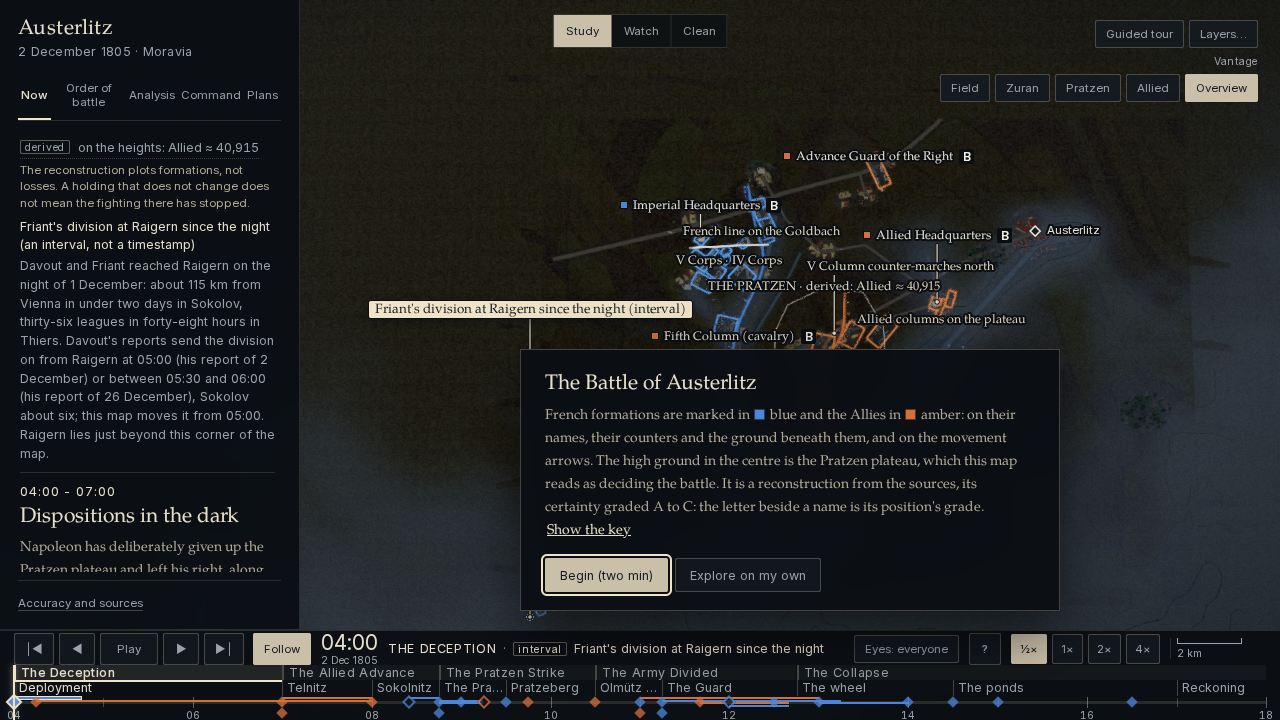 Austerlitz
2 December 1805 · Moravia
Now
Order of
battle
Analysis
Command
Plans
derived on the heights: Allied ≈ 40,915
The reconstruction plots formations, not
losses. A holding that does not change does
not mean the fighting there has stopped.
Friant's division at Raigern since the night
(an interval, not a timestamp)
Davout and Friant reached Raigern on the
night of 1 December: about 115 km from
Vienna in under two days in Sokolov,
thirty-six leagues in forty-eight hours in
Thiers. Davout's reports send the division
on from Raigern at 05:00 (his report of 2
December) or between 05:30 and 06:00
(his report of 26 December), Sokolov
about six; this map moves it from 05:00.
Raigern lies just beyond this corner of the
map.
04:00 - 07:00
Dispositions in the dark
Napoleon has deliberately given up the
Pratzen plateau and left his right, along
Accuracy and sources
Study
Watch
Clean
Guided tour
Layers...
Vantage
Field
Zuran
Pratzen
Allied
Overview
Advance Guard of the Right B
Imperial Headquarters B
French line on the Goldbach
Allied Headquarters B
Austerlitz
V Corps · IV Corps
V Column counter-marches north
THE PRATZEN · derived: Allied ≈ 40,915
Friant's division at Raigern since the night (interval)
Allied columns on the plateau
Fifth Column (cavalry) B
The Battle of Austerlitz
French formations are marked in blue and the Allies in amber: on their
names, their counters and the ground beneath them, and on the movement
arrows. The high ground in the centre is the Pratzen plateau, which this map
reads as deciding the battle. It is a reconstruction from the sources, its
certainty graded A to C: the letter beside a name is its position's grade.
Show the key
Begin (two min)
Explore on my own
Play
Follow
04:00
2 Dec 1805
THE DECEPTION · interval Friant's division at Raigern since the night
Eyes: everyone
?
½×
1×
2×
4×
2 km
The Deception
The Allied Advance
The Pratzen Strike
The Army Divided
The Collapse
Deployment
Telnitz
Sokolnitz
The Pra...
Pratzeberg
Olmütz ...
The Guard
The wheel
The ponds
Reckoning
04
06
08
10
12
14
16
18